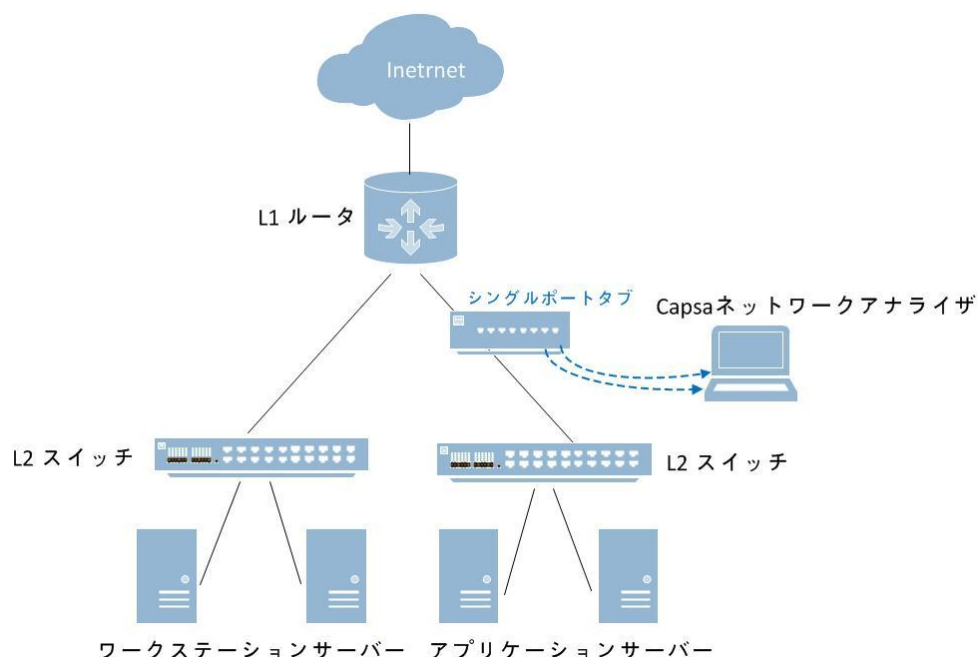 Inetrnet
L1 ルータ
シングルポートタブ
Capsaネットワークアナライザ
L2 スイッチ
L2 スイッチ
ワークステーションサーバー
アプリケーションサーバー